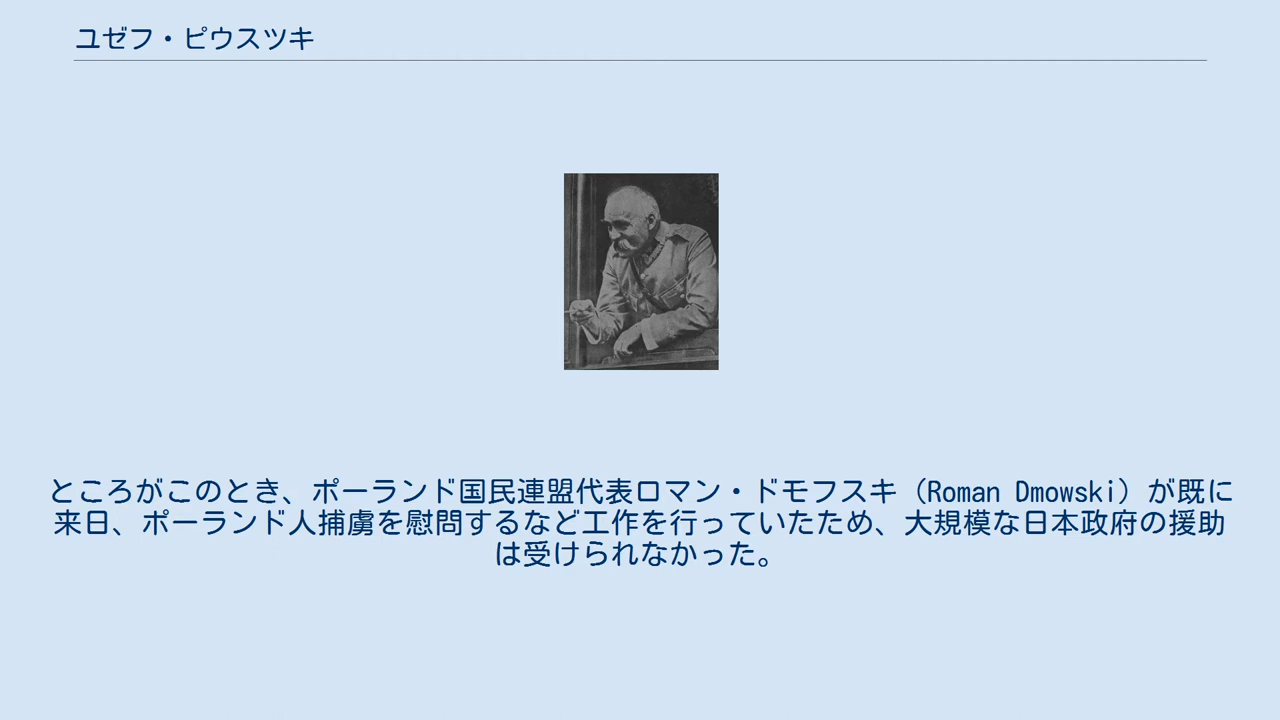 ユゼフ・ピウスツキ
ところがこのとき、ポーランド国民連盟代表ロマン・ドモフスキ（Roman Dmowski）が既に
来日、ポーランド人捕虜を慰問するなど工作を行っていたため、大規模な日本政府の援助
は受けられなかった。